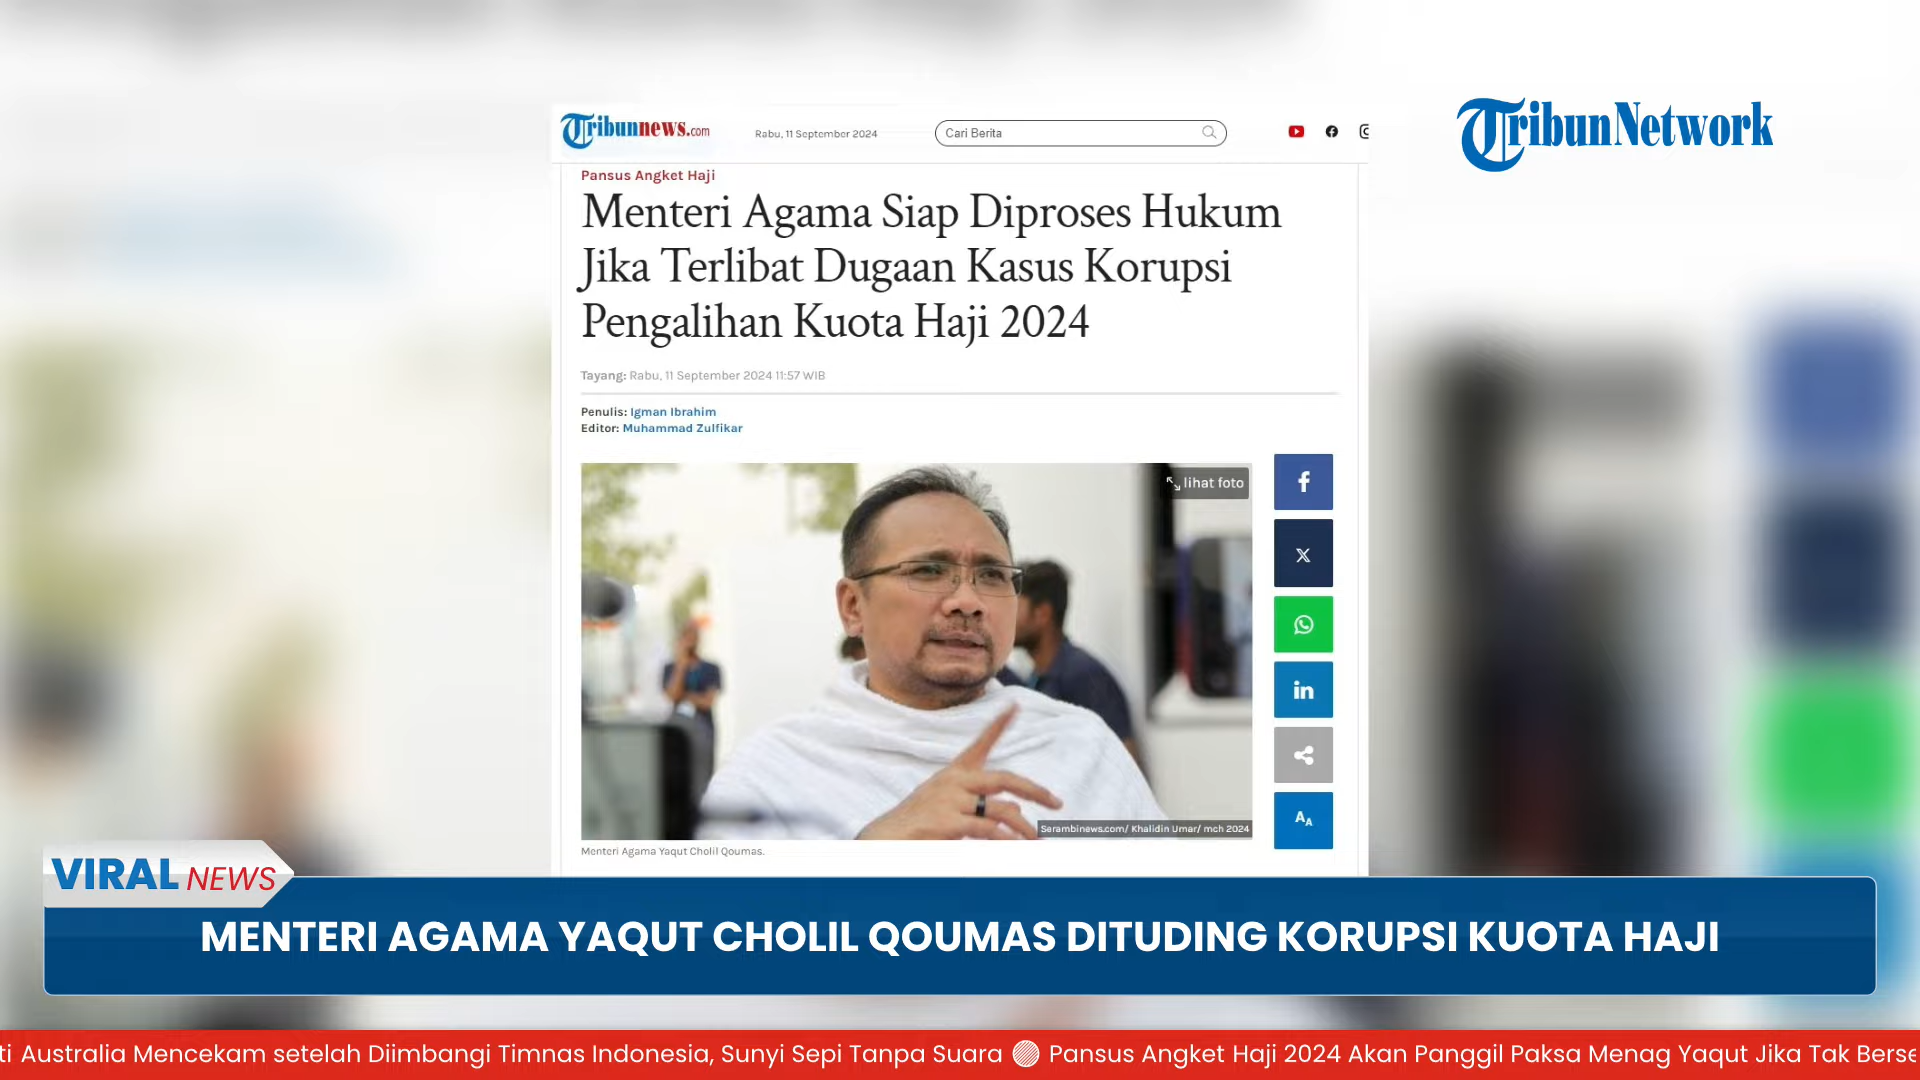 Tribunnews.com
Rabu, 11 September 2024
Cari Berita
TribunNetwork
Pansus Angket Haji
Menteri Agama Siap Diproses Hukum
Jika Terlibat Dugaan Kasus Korupsi
Pengalihan Kuota Haji 2024
Tayang: Rabu, 11 September 2024 11:57 WIB
Penulis: Igman Ibrahim
Editor: Muhammad Zulfikar
lihat foto
Serambinews.com/ Khalidin Umar/ mch 2024
Menteri Agama Yaqut Cholil Qoumas.
VIRAL NEWS
MENTERI AGAMA YAQUT CHOLIL QOUMAS DITUDING KORUPSI KUOTA HAJI
ti Australia Mencekam setelah Diimbangi Timnas Indonesia, Sunyi Sepi Tanpa Suara Pansus Angket Haji 2024 Akan Panggil Paksa Menag Yaqut Jika Tak Berse